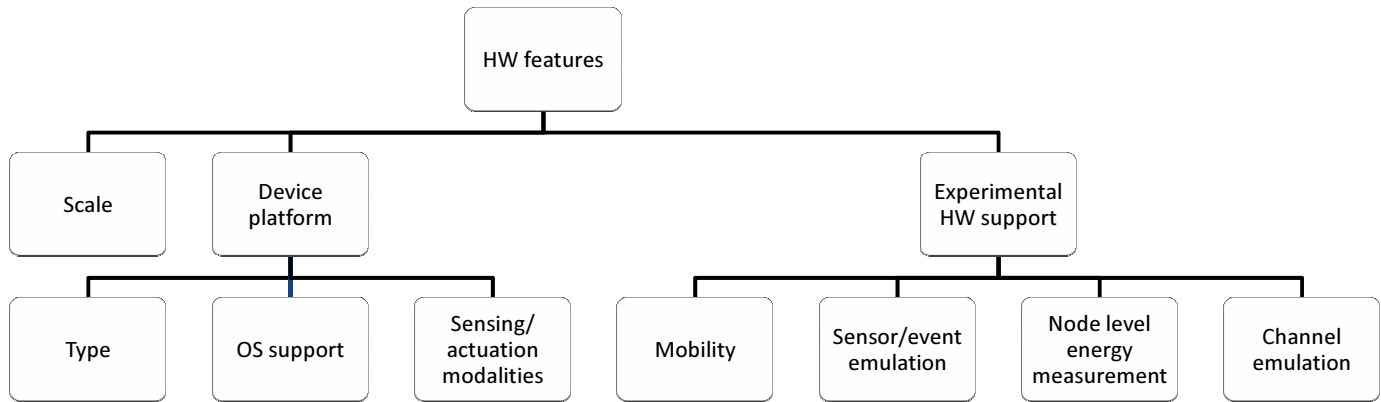 HW features
Scale
Device
platform
Experimental
HW support
Type
OS support
Sensing/
actuation
modalities
Mobility
Sensor/event
emulation
Node level
energy
measurement
Channel
emulation